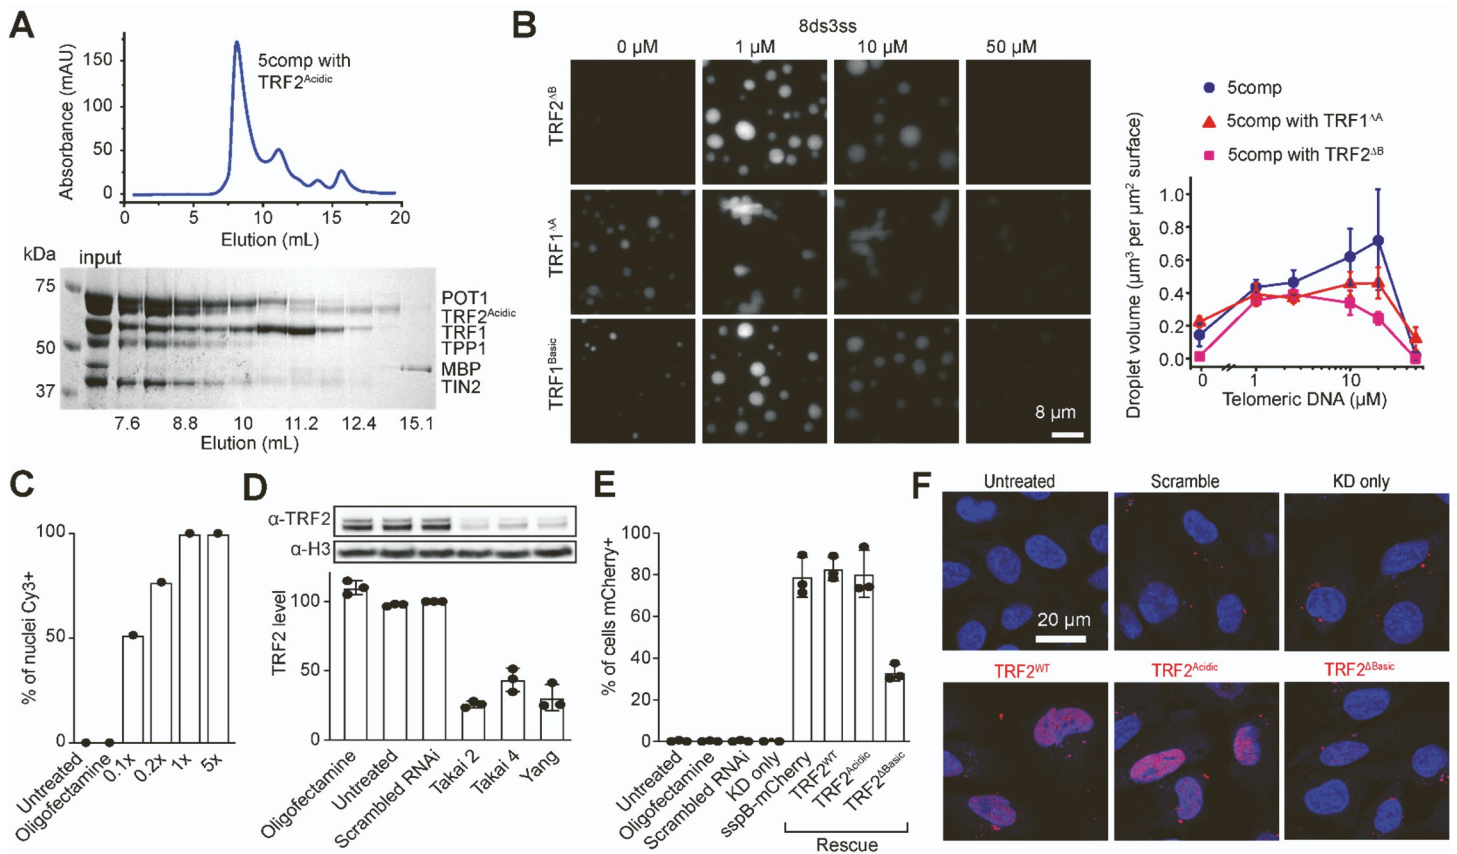 A
Absorbance (mAU)
150
100
50
0
5comp with
TRF2Acidic
0 5 10 15 20
Elution (mL)
kDa
input
75
50
37
POT1
TRF2Acidic
TRF1
TPP1
MBP
TIN2
7.6 8.8 10 11.2 12.4 15.1
Elution (mL)
B
8ds3ss
0 µM 1 µM 10 µM 50 µM
TRF2ΔB
TRF1ΔA
TRF1Basic
8 µm
5comp
5comp with TRF1ΔA
5comp with TRF2ΔB
Droplet volume (µm3 per µm2 surface)
1.0
0.8
0.6
0.4
0.2
0.0
0 1 10
Telomeric DNA (µM)
C
% of nuclei Cy3+
100
50
0
Untreated
Oligofectamine
0.1x
0.2x
1x
5x
D
α-TRF2
α-H3
TRF2 level
100
50
0
Oligofectamine
Untreated
Scrambled RNAi
Takai 2
Takai 4
Yang
E
% of cells mCherry+
100
80
60
40
20
0
Untreated
Oligofectamine
Scrambled RNAi
KD only
sspB-mCherry
TRF2WT
TRF2Acidic
TRF2ΔBasic
Rescue
F
Untreated Scramble KD only
20 µm
TRF2WT TRF2Acidic TRF2ΔBasic